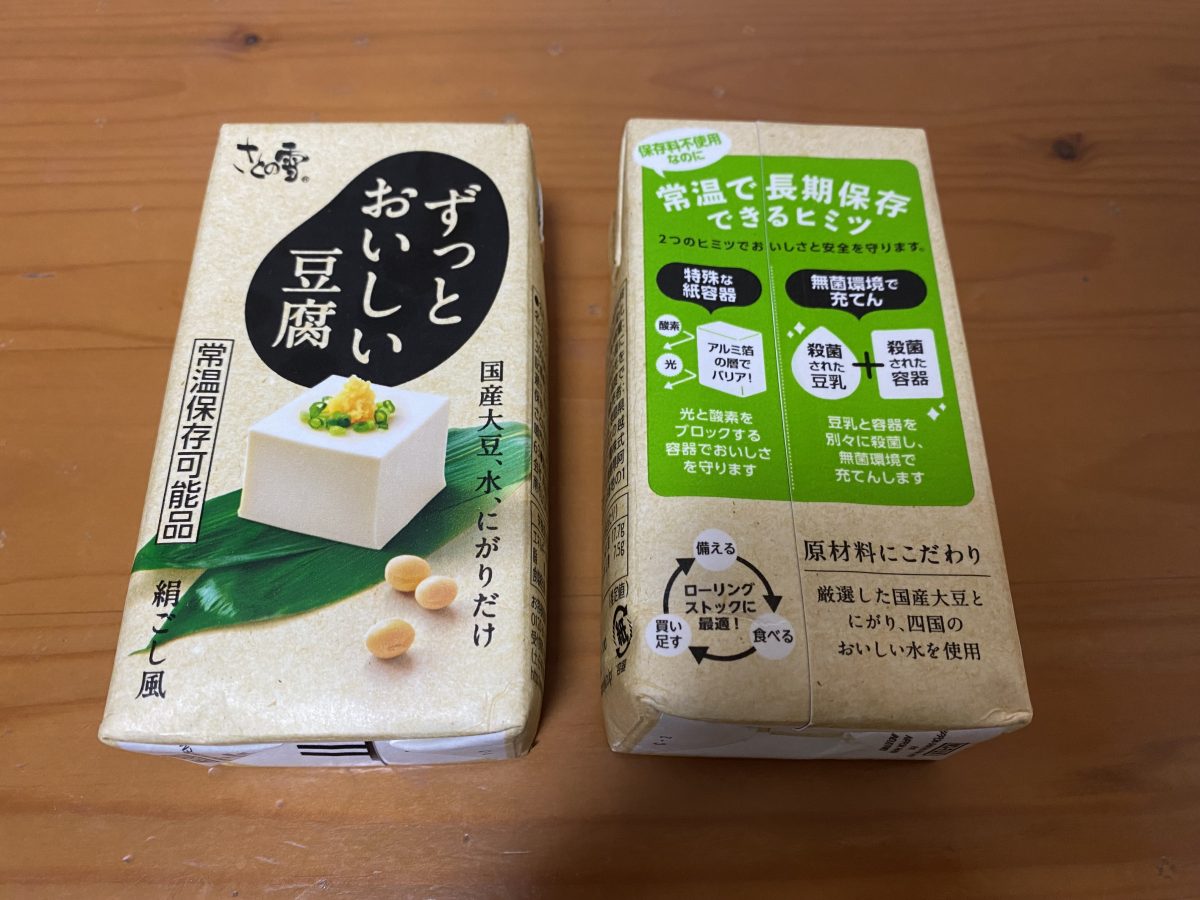 さとの雪®
ずっと
おいしい
豆腐
常温保存可能品
国産大豆、水、にがりだけ
絹ごし風
保存料不使用
なのに
常温で長期保存
できるヒミツ
2つのヒミツでおいしさと安全を守ります。
特殊な
紙容器
酸素
光
アルミ箔
の層で
バリア!
光と酸素を
ブロックする
容器でおいしさ
を守ります
無菌環境で
充てん
殺菌
された
豆乳
+
殺菌
された
容器
豆乳と容器を
別々に殺菌し、
無菌環境で
充てんします
備える
ローリング
ストックに
最適!
買い
足す
食べる
原材料にこだわり
厳選した国産大豆と
にがり、四国の
おいしい水を使用
紙
容器